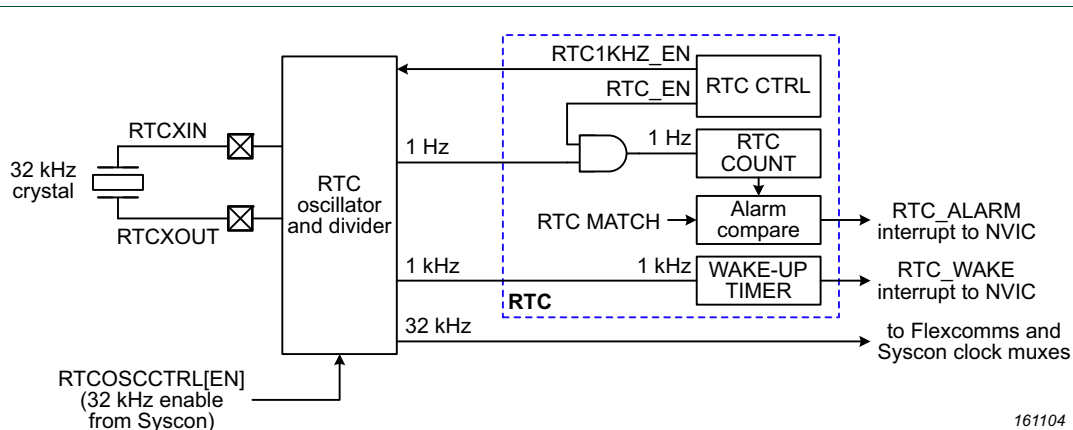 RTC1KHZ_EN
RTC CTRL
RTC_EN
RTCXIN
1 Hz
1 Hz
RTC
COUNT
32 kHz
crystal
RTC
oscillator
and divider
RTCXOUT
RTC MATCH
Alarm
compare
RTC_ALARM
interrupt to NVIC
1 kHz
1 kHz
WAKE-UP
TIMER
RTC_WAKE
interrupt to NVIC
RTC
32 kHz
to Flexcomms and
Syscon clock muxes
RTCOSCCTRL[EN]
(32 kHz enable
from Syscon)
161104